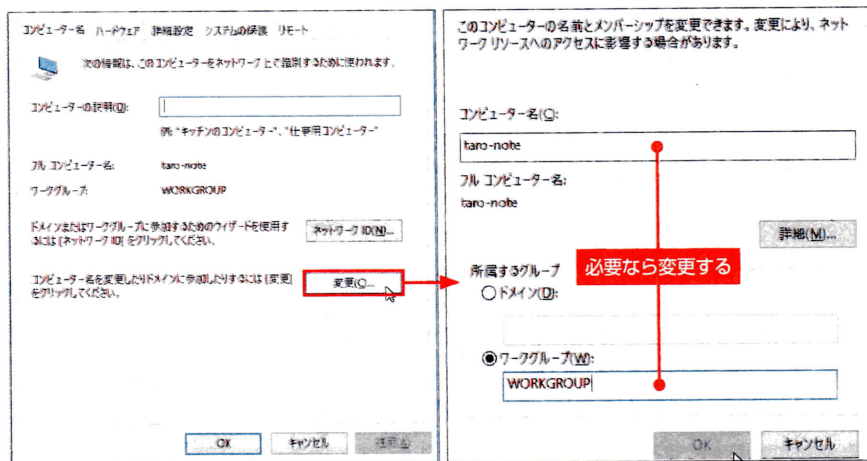 コンピューター名 ハードウェア 詳細設定 システムの保護 リモート
次の情報は、このコンピューターをネットワーク上で識別するために使われます。
コンピューターの説明(D):
例: "キッチンのコンピューター"、"仕事用コンピューター"
フル コンピューター名: taro-note
ワークグループ: WORKGROUP
ドメインまたはワークグループに参加するためのウィザードを使用す
るには [ネットワーク ID] をクリックしてください。
ネットワーク ID(N)...
コンピューター名を変更したりドメインに参加したりするには [変更]
をクリックしてください。
変更(C)...
OK キャンセル 適用(A)
このコンピューターの名前とメンバーシップを変更できます。変更により、ネット
ワーク リソースへのアクセスに影響する場合があります。
コンピューター名(C):
taro-note
フル コンピューター名:
taro-note
詳細(M)...
必要なら変更する
所属するグループ
ドメイン(D):
ワークグループ(W):
WORKGROUP
OK キャンセル